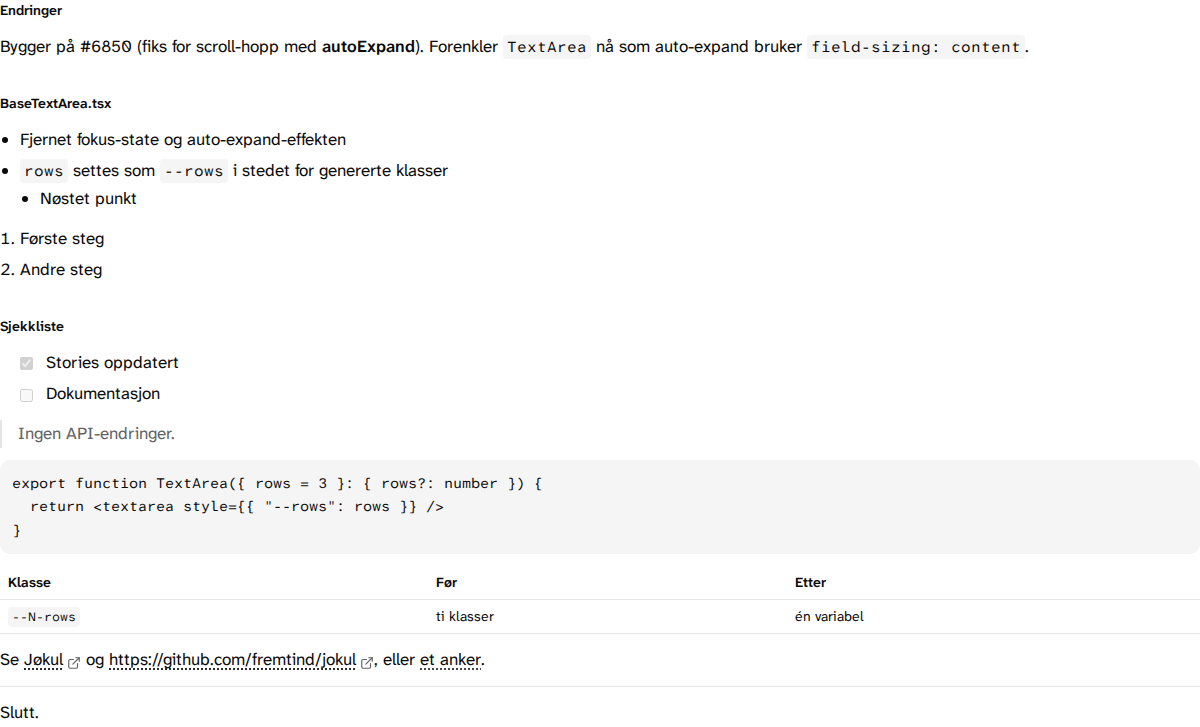 Endringer
Bygger på #6850 (fiks for scroll-hopp med autoExpand). Forenkler TextArea nå som auto-expand bruker field-sizing: content.
BaseTextArea.tsx
• Fjernet fokus-state og auto-expand-effekten
• rows settes som --rows i stedet for genererte klasser
• Nøstet punkt
1. Første steg
2. Andre steg
Sjekkliste
Stories oppdatert
Dokumentasjon
Ingen API-endringer.
export function TextArea({ rows = 3 }: { rows?: number }) {
  return <textarea style={{ "--rows": rows }} />
}
Klasse Før Etter
--N-rows ti klasser én variabel
Se Jøkul og https://github.com/fremtind/jokul, eller et anker.
Slutt.